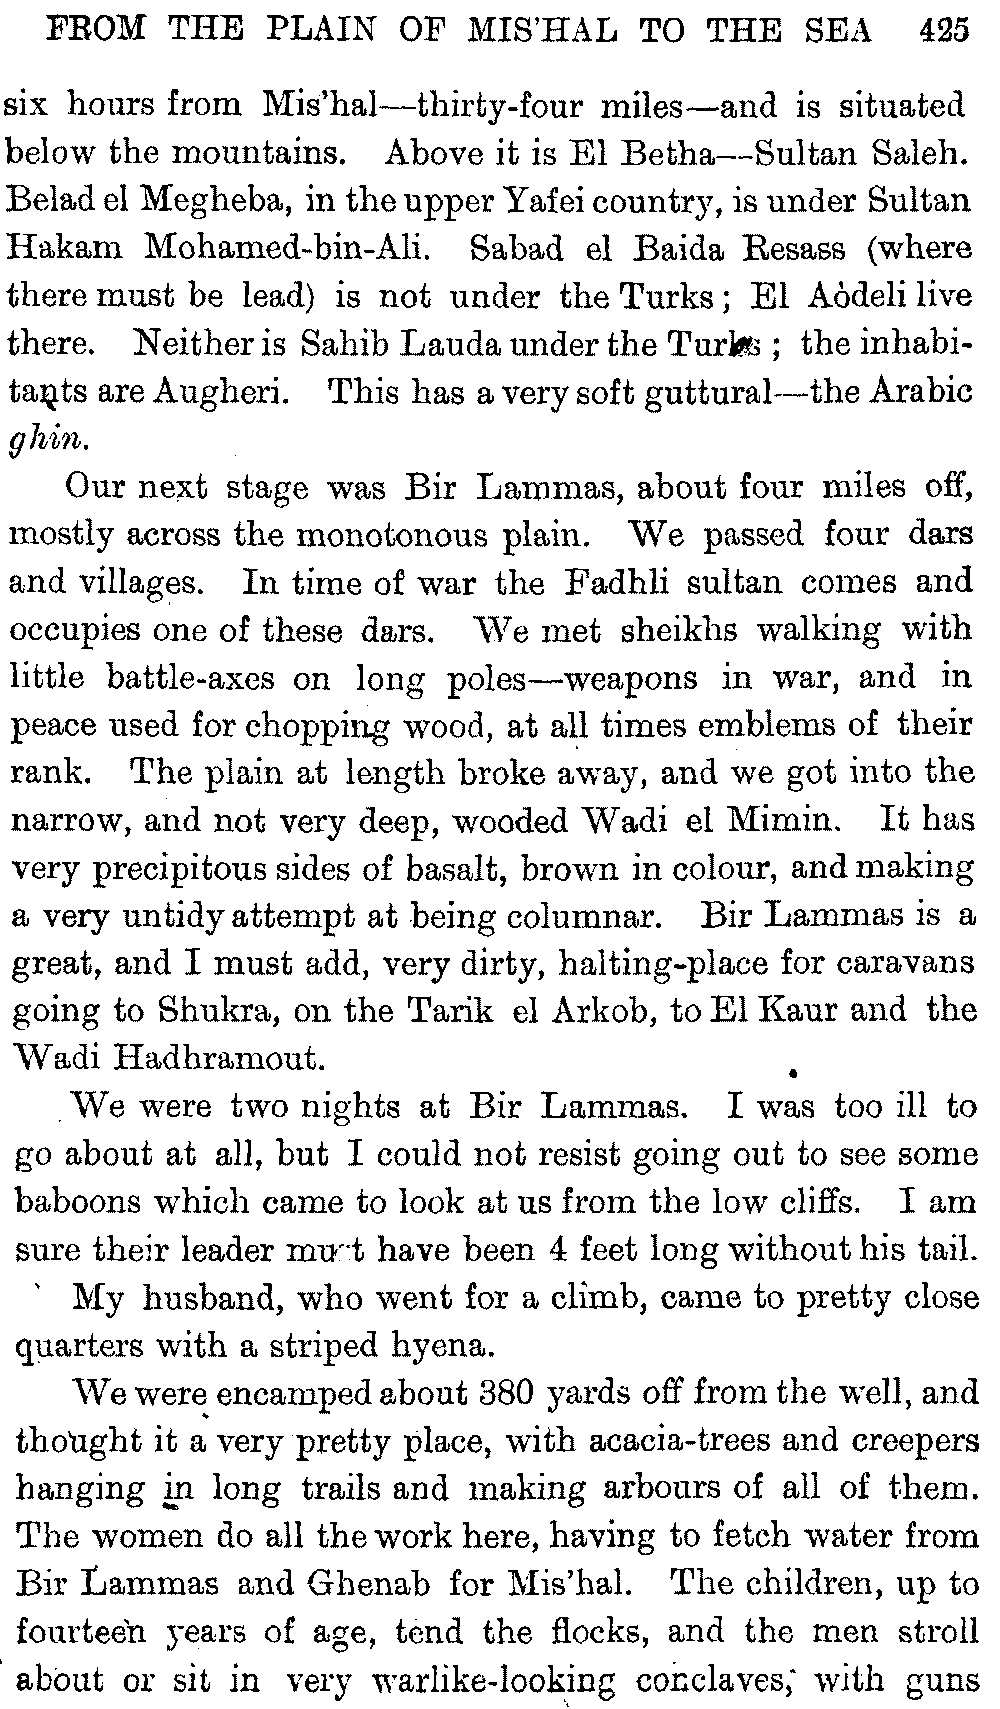 FROM THE PLAIN OF MIS'HAL TO THE SEA 425
six hours from Mis'hal—thirty-four miles—and is situated
below the mountains. Above it is El Betha—Sultan Saleh.
Belad el Megheba, in the upper Yafei country, is under Sultan
Hakam Mohamed-bin-Ali. Sabad el Baida Resass (where
there must be lead) is not under the Turks; El Aòdeli live
there. Neither is Sahib Lauda under the Turks; the inhabi-
tants are Augheri. This has a very soft guttural—the Arabic
ghin.
Our next stage was Bir Lammas, about four miles off,
mostly across the monotonous plain. We passed four dars
and villages. In time of war the Fadhli sultan comes and
occupies one of these dars. We met sheikhs walking with
little battle-axes on long poles—weapons in war, and in
peace used for chopping wood, at all times emblems of their
rank. The plain at length broke away, and we got into the
narrow, and not very deep, wooded Wadi el Mimin. It has
very precipitous sides of basalt, brown in colour, and making
a very untidy attempt at being columnar. Bir Lammas is a
great, and I must add, very dirty, halting-place for caravans
going to Shukra, on the Tarik el Arkob, to El Kaur and the
Wadi Hadhramout.
We were two nights at Bir Lammas. I was too ill to
go about at all, but I could not resist going out to see some
baboons which came to look at us from the low cliffs. I am
sure their leader must have been 4 feet long without his tail.
My husband, who went for a climb, came to pretty close
quarters with a striped hyena.
We were encamped about 380 yards off from the well, and
thought it a very pretty place, with acacia-trees and creepers
hanging in long trails and making arbours of all of them.
The women do all the work here, having to fetch water from
Bir Lammas and Ghenab for Mis'hal. The children, up to
fourteen years of age, tend the flocks, and the men stroll
about or sit in very warlike-looking conclaves, with guns